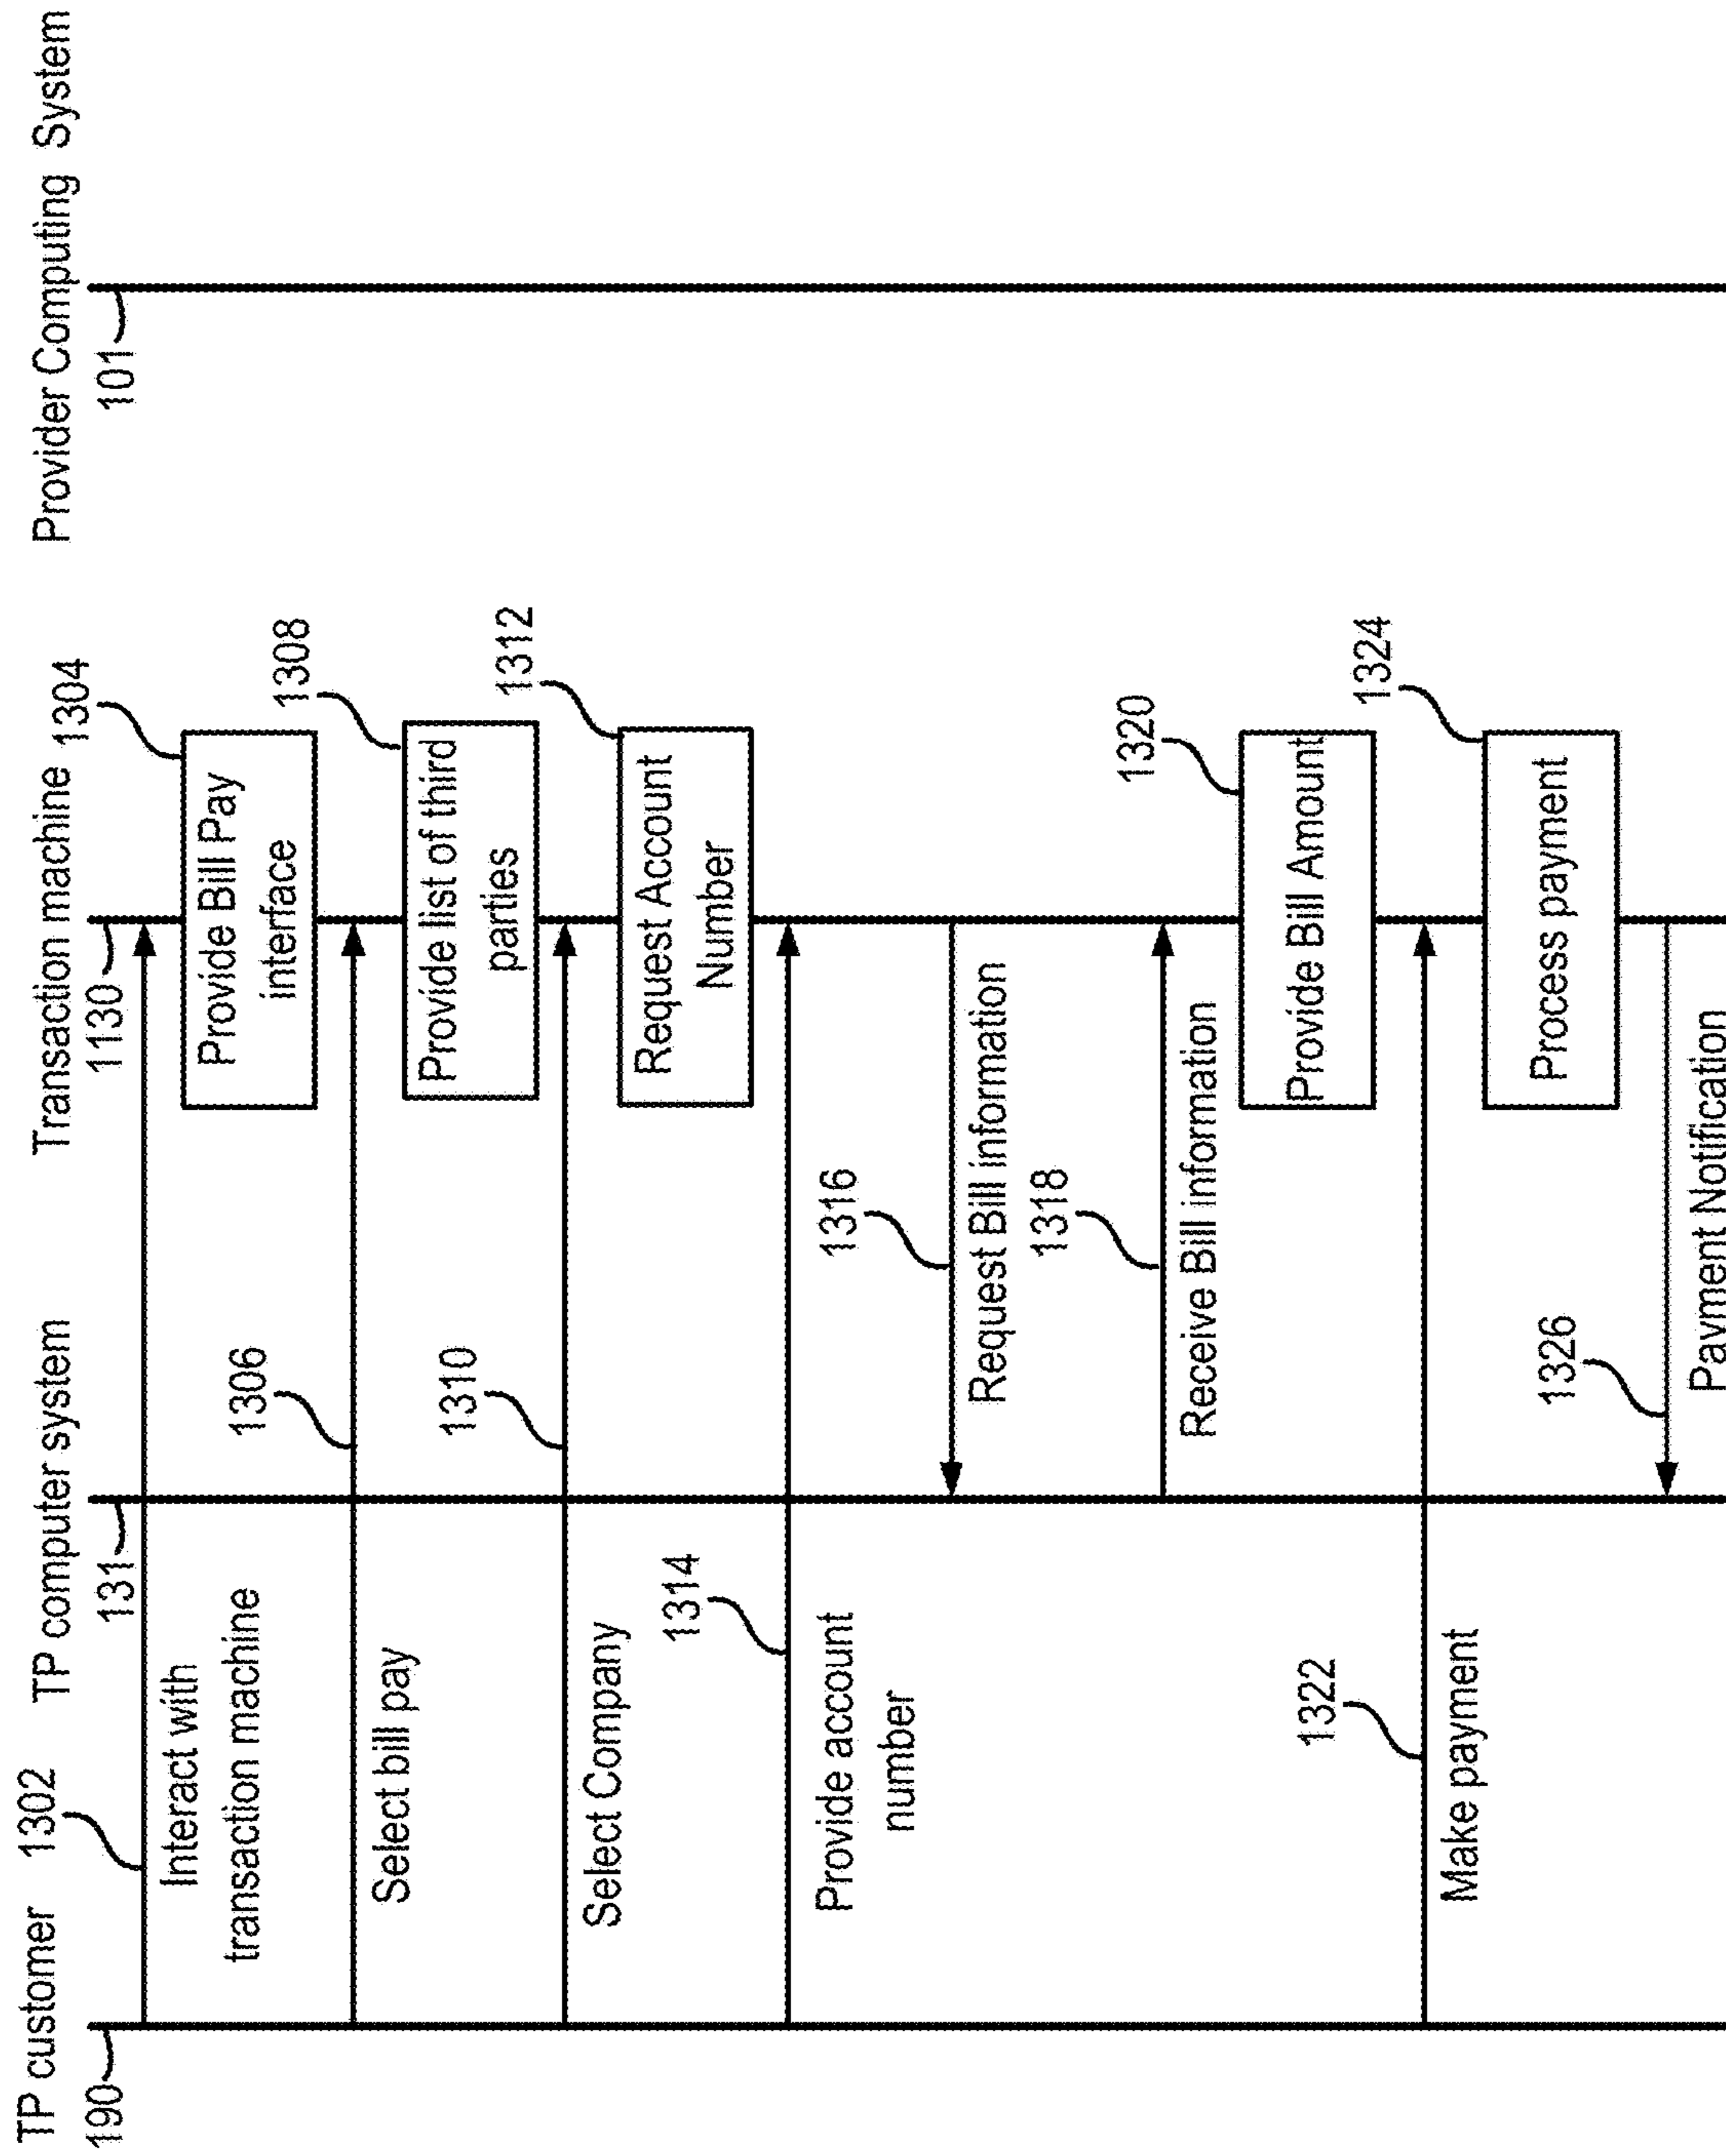 TP customer
1302
TP computer system
Transaction machine
1304
Provider Computing System
190
131
1130
101
Interact with
transaction machine
Provide Bill Pay
interface
1306
1308
Select bill pay
Provide list of third
parties
1310
1312
Select Company
Request Account
Number
1314
Provide account
number
1316
Request Bill information
1318
Receive Bill information
1320
Provide Bill Amount
1322
1324
Make payment
Process payment
1326
Payment Notification